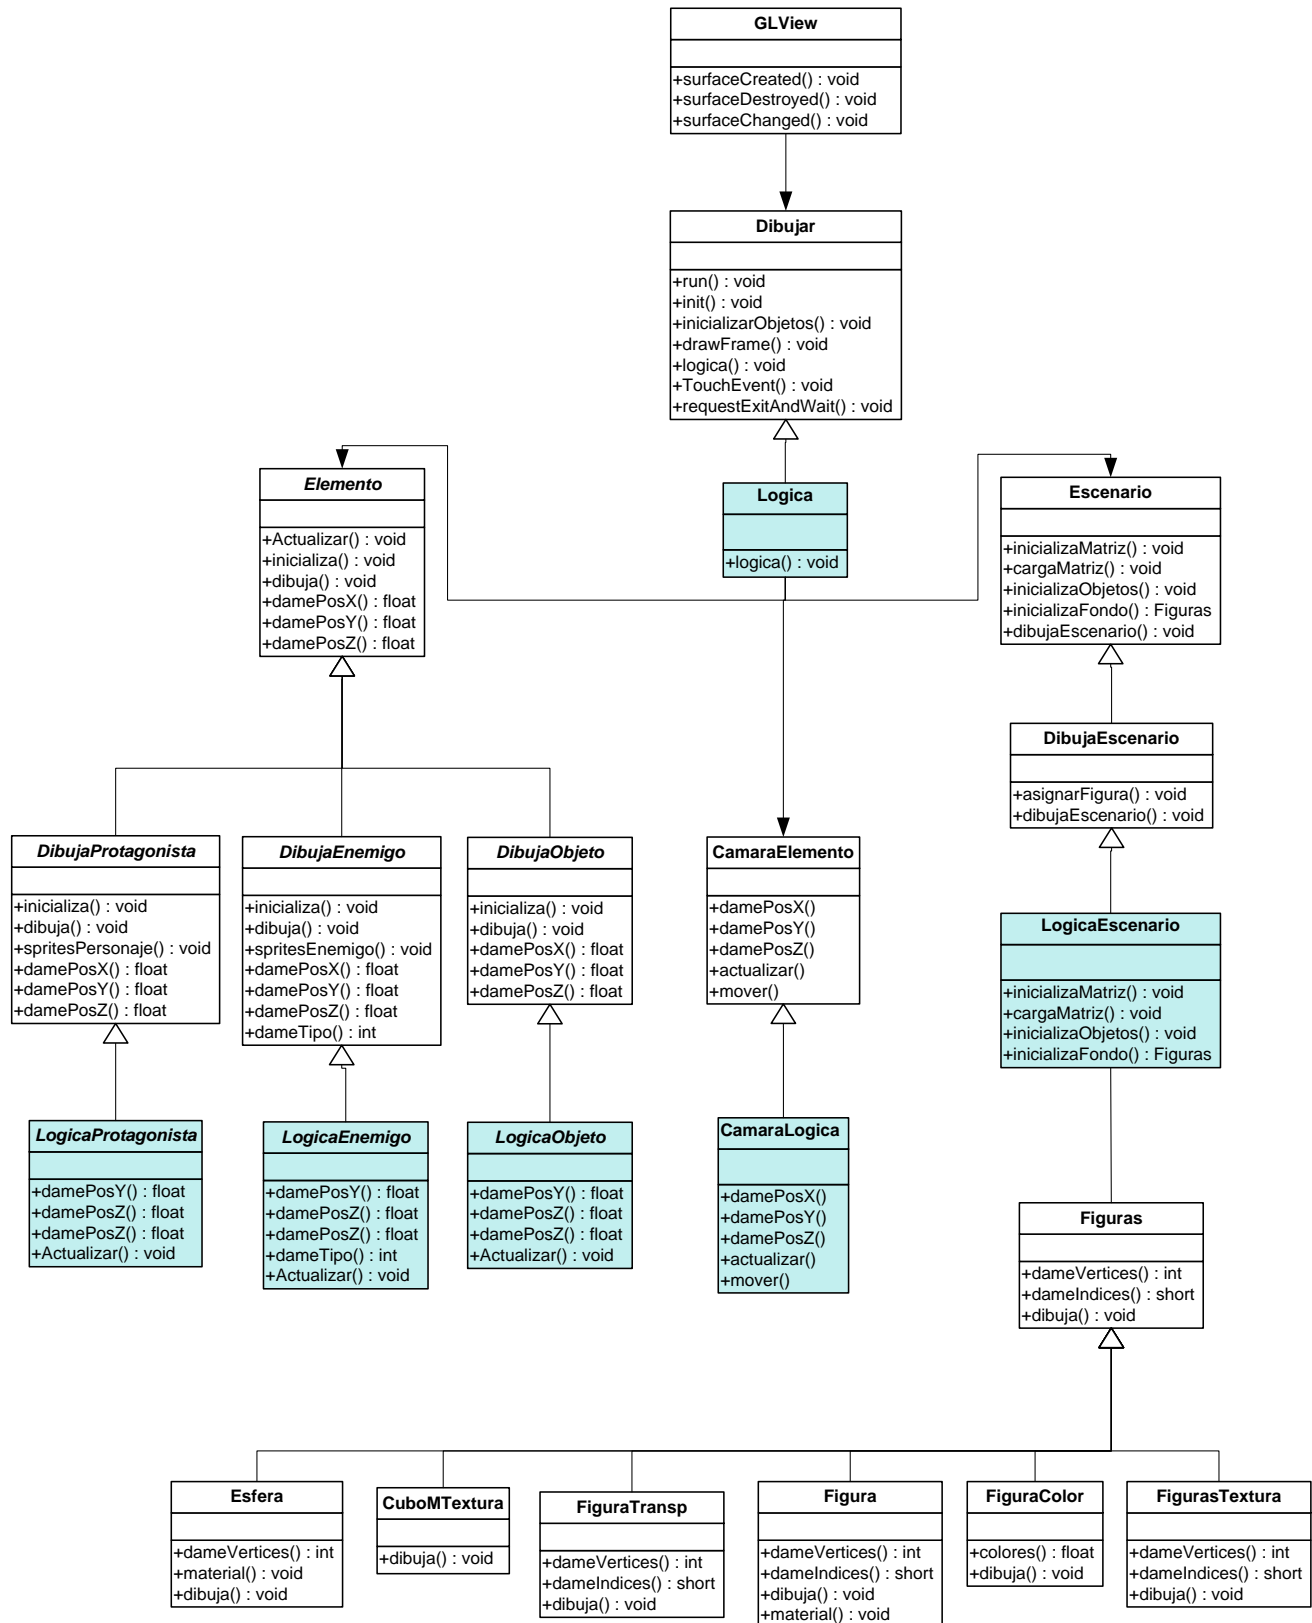 GLView
+surfaceCreated() : void
+surfaceDestroyed() : void
+surfaceChanged() : void
Dibujar
+run() : void
+init() : void
+inicializarObjetos() : void
+drawFrame() : void
+logica() : void
+TouchEvent() : void
+requestExitAndWait() : void
Elemento
+Actualizar() : void
+inicializa() : void
+dibuja() : void
+damePosX() : float
+damePosY() : float
+damePosZ() : float
Logica
+logica() : void
Escenario
+inicializaMatriz() : void
+cargaMatriz() : void
+inicializaObjetos() : void
+inicializaFondo() : Figuras
+dibujaEscenario() : void
DibujaEscenario
+asignarFigura() : void
+dibujaEscenario() : void
DibujaProtagonista
+inicializa() : void
+dibuja() : void
+spritesPersonaje() : void
+damePosX() : float
+damePosY() : float
+damePosZ() : float
DibujaEnemigo
+inicializa() : void
+dibuja() : void
+spritesEnemigo() : void
+damePosX() : float
+damePosY() : float
+damePosZ() : float
+dameTipo() : int
DibujaObjeto
+inicializa() : void
+dibuja() : void
+damePosX() : float
+damePosY() : float
+damePosZ() : float
CamaraElemento
+damePosX()
+damePosY()
+damePosZ()
+actualizar()
+mover()
LogicaEscenario
+inicializaMatriz() : void
+cargaMatriz() : void
+inicializaObjetos() : void
+inicializaFondo() : Figuras
LogicaProtagonista
+damePosY() : float
+damePosZ() : float
+damePosZ() : float
+Actualizar() : void
LogicaEnemigo
+damePosY() : float
+damePosZ() : float
+damePosZ() : float
+dameTipo() : int
+Actualizar() : void
LogicaObjeto
+damePosY() : float
+damePosZ() : float
+damePosZ() : float
+Actualizar() : void
CamaraLogica
+damePosX()
+damePosY()
+damePosZ()
+actualizar()
+mover()
Figuras
+dameVertices() : int
+dameIndices() : short
+dibuja() : void
Esfera
+dameVertices() : int
+material() : void
+dibuja() : void
CuboMTextura
+dibuja() : void
FiguraTransp
+dameVertices() : int
+dameIndices() : short
+dibuja() : void
Figura
+dameVertices() : int
+dameIndices() : short
+dibuja() : void
+material() : void
FiguraColor
+colores() : float
+dibuja() : void
FigurasTextura
+dameVertices() : int
+dameIndices() : short
+dibuja() : void